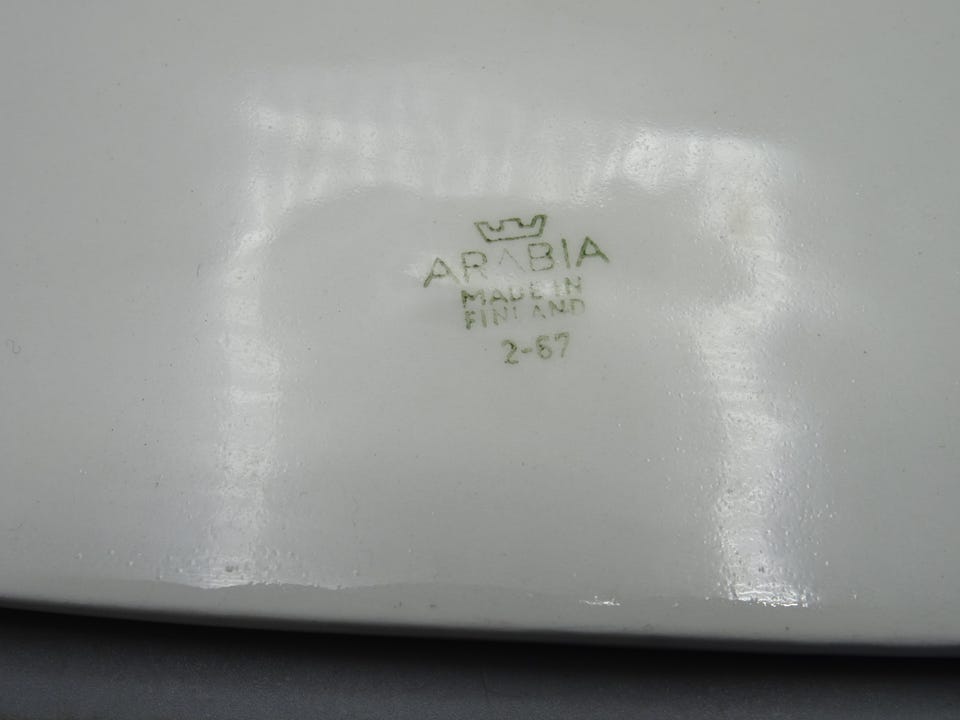 ARABIA
MADE IN
FINLAND
2-67